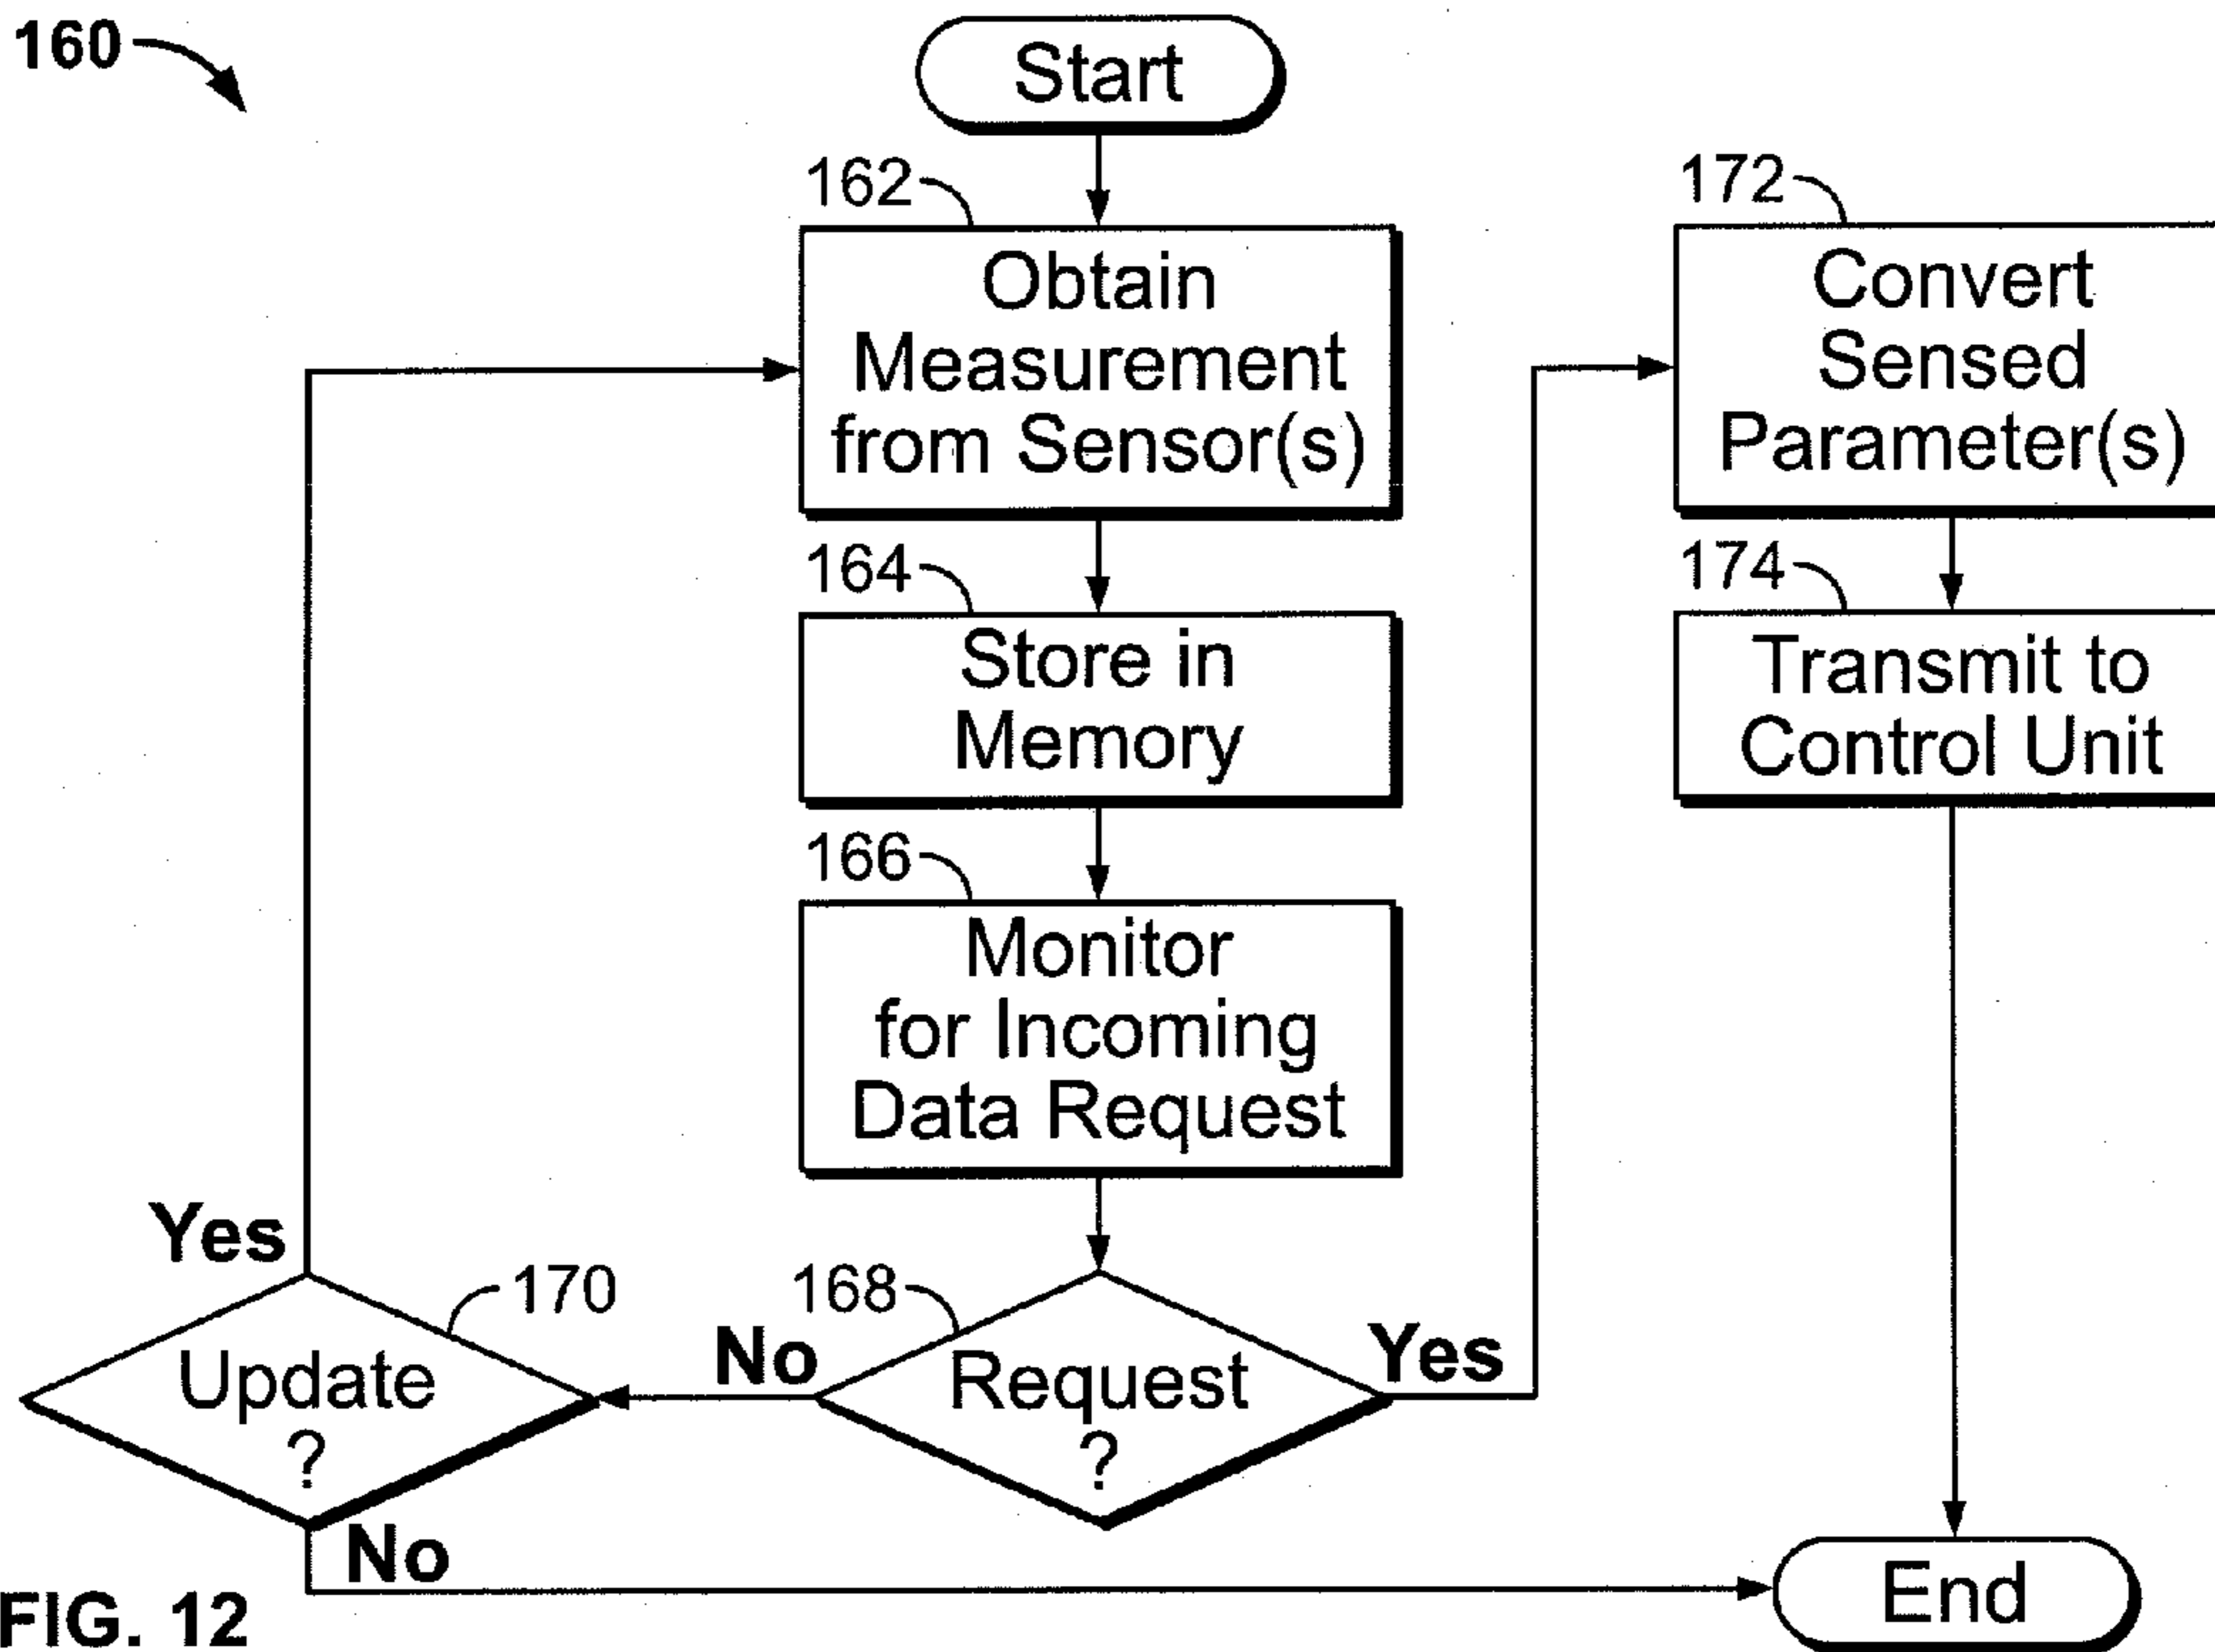 160
Start
162
Obtain
Measurement
from Sensor(s)
164
Store in
Memory
166
Monitor
for Incoming
Data Request
168
Request
?
Yes
No
170
Update
?
Yes
No
172
Convert
Sensed
Parameter(s)
174
Transmit to
Control Unit
End
FIG. 12